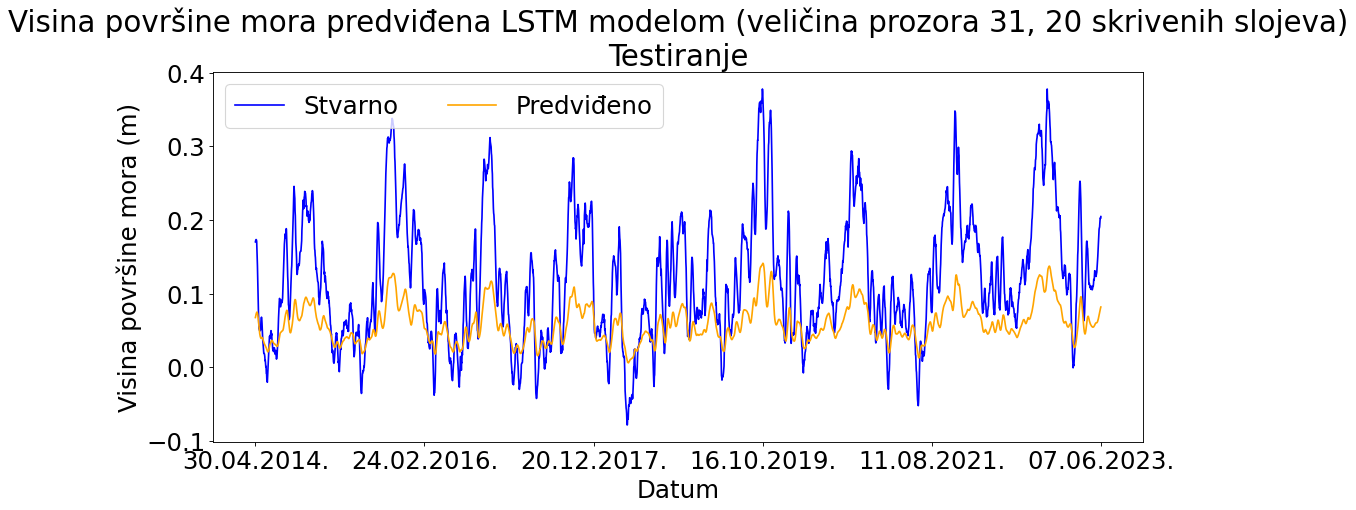 Visina površine mora predviđena LSTM modelom (veličina prozora 31, 20 skrivenih slojeva)
Testiranje
Stvarno Predviđeno
Visina površine mora (m)
0.4
0.3
0.2
0.1
0.0
−0.1
30.04.2014. 24.02.2016. 20.12.2017. 16.10.2019. 11.08.2021. 07.06.2023.
Datum